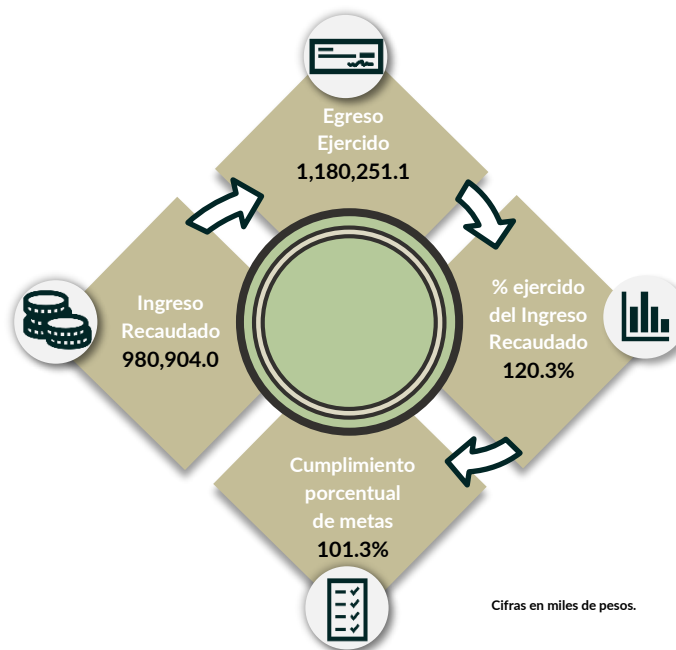 Egreso
Ejercido
1,180,251.1
Ingreso
Recaudado
980,904.0
% ejercido
del Ingreso
Recaudado
120.3%
Cumplimiento
porcentual
de metas
101.3%
Cifras en miles de pesos.